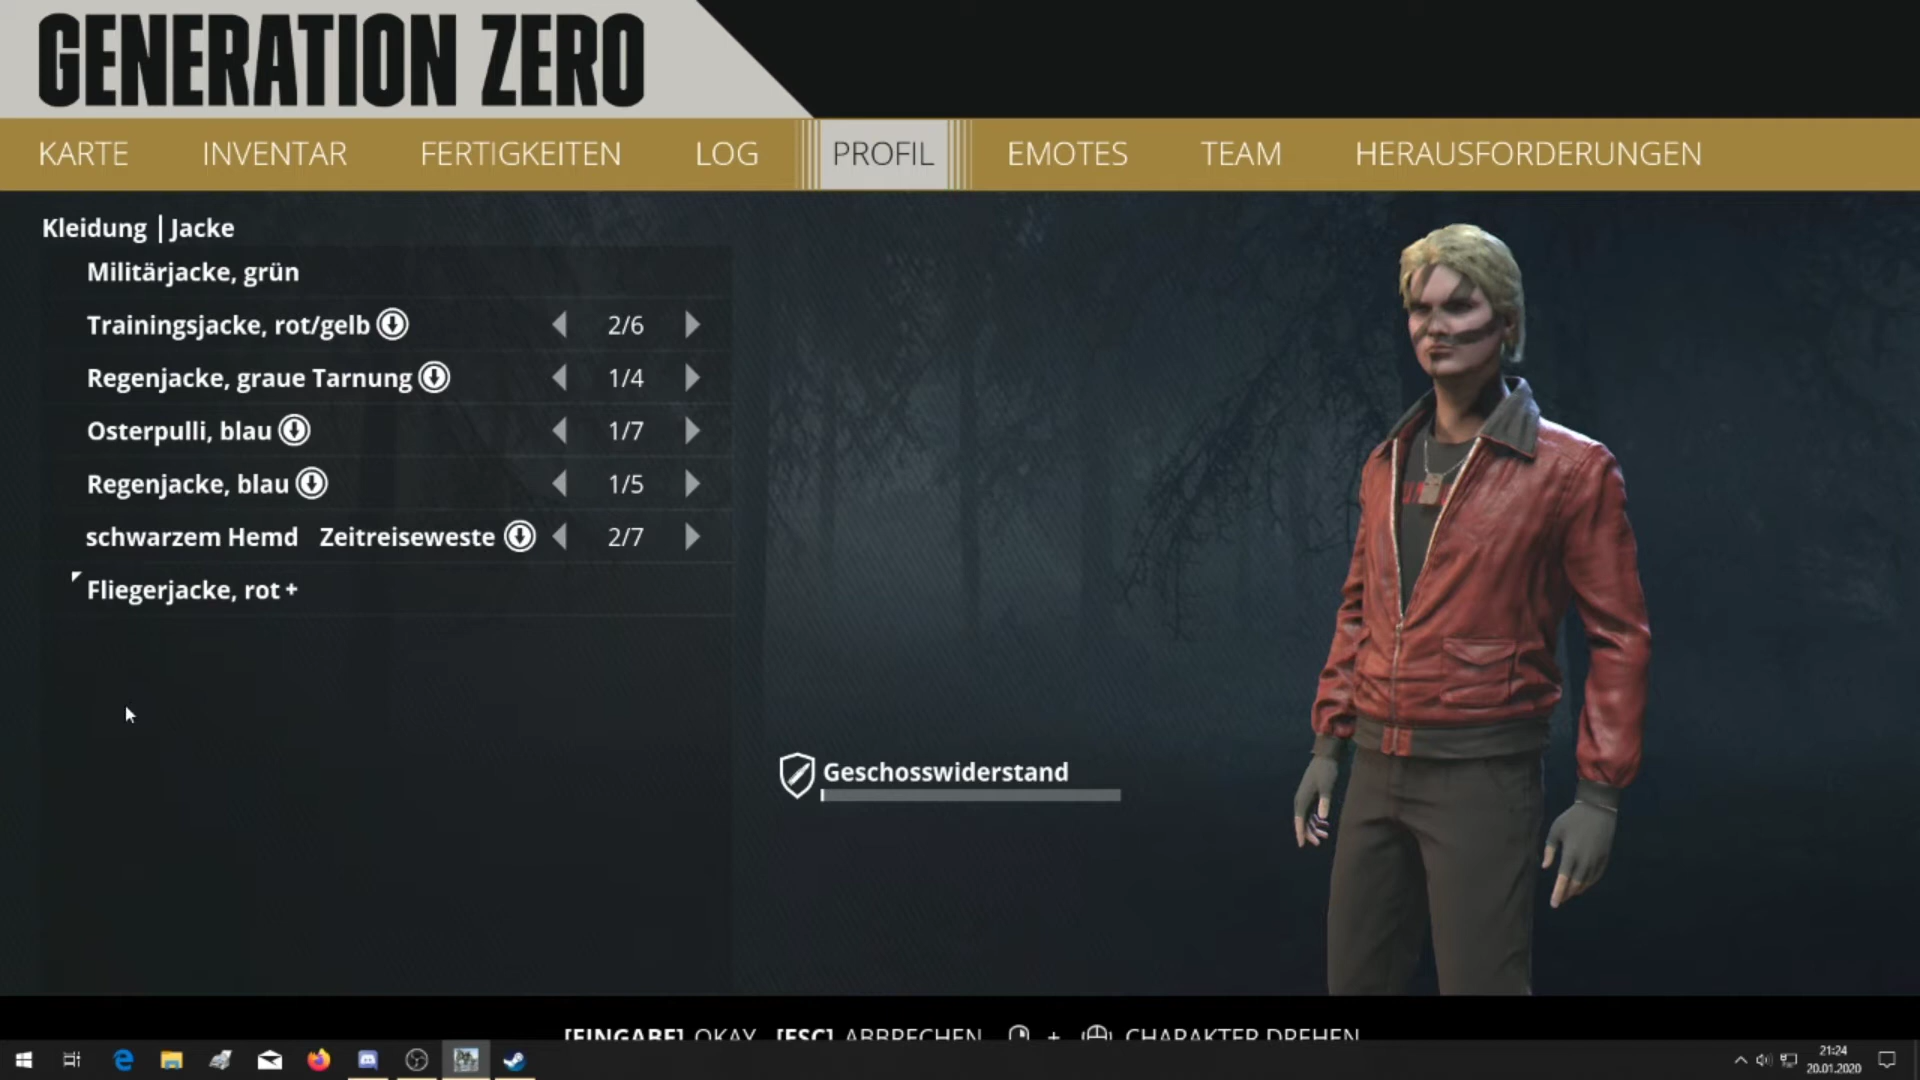 GENERATION ZERO
KARTE INVENTAR FERTIGKEITEN LOG PROFIL EMOTES TEAM HERAUSFORDERUNGEN
Kleidung | Jacke
Militärjacke, grün
Trainingsjacke, rot/gelb 2/6
Regenjacke, graue Tarnung 1/4
Osterpulli, blau 1/7
Regenjacke, blau 1/5
schwarzem Hemd Zeitreiseweste 2/7
Fliegerjacke, rot +
Geschosswiderstand
[EINGABE] OKAY [ESC] ABBRECHEN + CHARAKTER DREHEN
21:24
20.01.2020